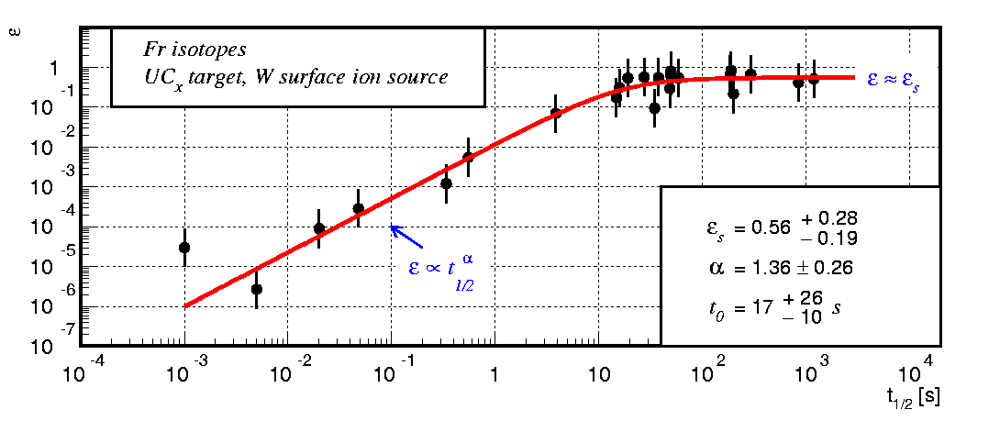 ε
Fr isotopes
UCx target, W surface ion source
1
10 -1
10 -2
10 -3
10 -4
10 -5
10 -6
10 -7
ε ≈ εs
ε ∝ t1/2 α
εs = 0.56 + 0.28 − 0.19
α = 1.36 ± 0.26
t0 = 17 + 26 − 10 s
10 -4 10 -3 10 -2 10 -1 1 10 10 2 10 3 10 4
t1/2 [s]